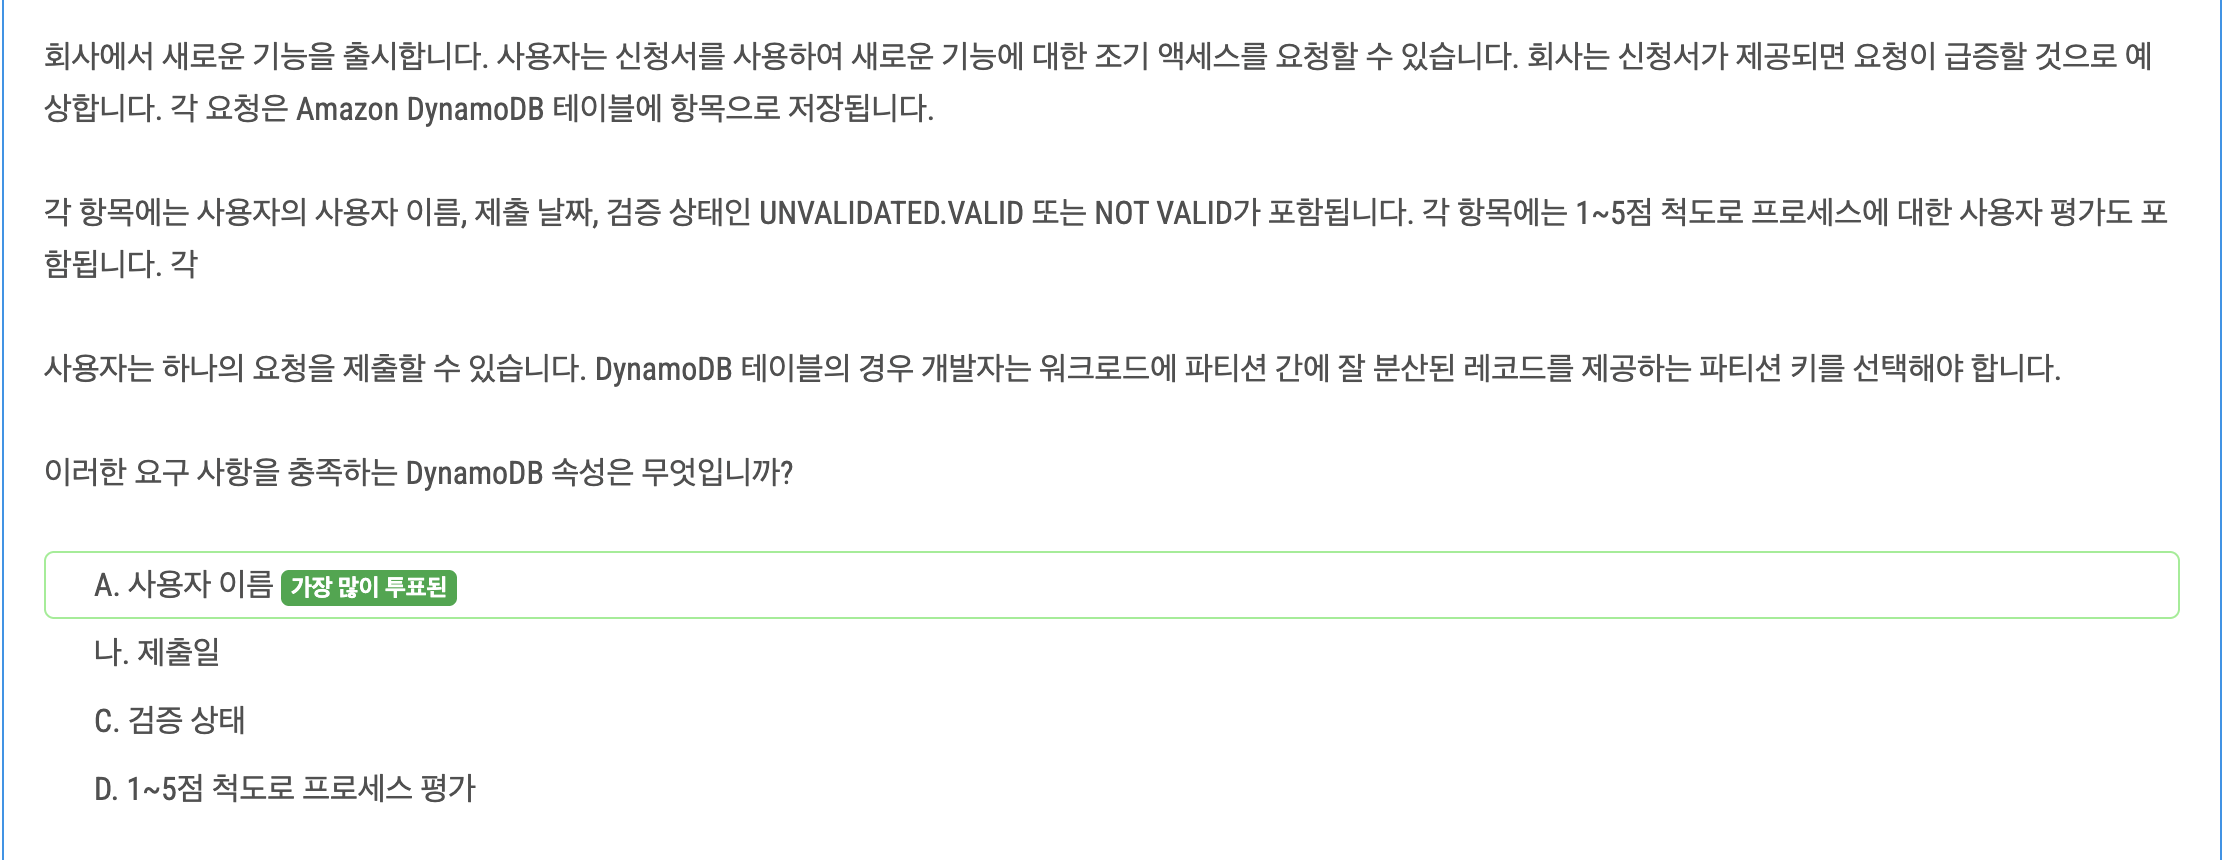 회사에서 새로운 기능을 출시합니다. 사용자는 신청서를 사용하여 새로운 기능에 대한 조기 액세스를 요청할 수 있습니다. 회사는 신청서가 제공되면 요청이 급증할 것으로 예
상합니다. 각 요청은 Amazon DynamoDB 테이블에 항목으로 저장됩니다.
각 항목에는 사용자의 사용자 이름, 제출 날짜, 검증 상태인 UNVALIDATED.VALID 또는 NOT VALID가 포함됩니다. 각 항목에는 1~5점 척도로 프로세스에 대한 사용자 평가도 포
함됩니다. 각
사용자는 하나의 요청을 제출할 수 있습니다. DynamoDB 테이블의 경우 개발자는 워크로드에 파티션 간에 잘 분산된 레코드를 제공하는 파티션 키를 선택해야 합니다.
이러한 요구 사항을 충족하는 DynamoDB 속성은 무엇입니까?
A. 사용자 이름 가장 많이 투표된
나. 제출일
C. 검증 상태
D. 1~5점 척도로 프로세스 평가